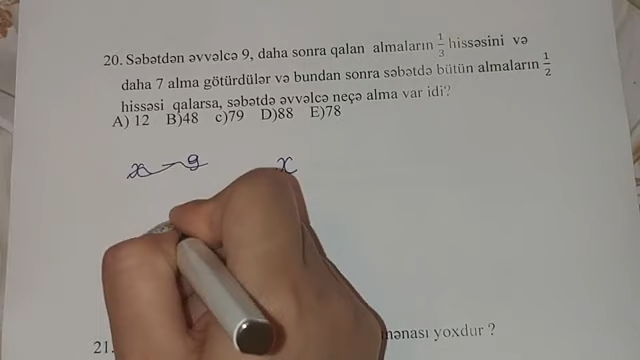 20. Səbətdən əvvəlcə 9, daha sonra qalan almaların 1/3 hissəsini və
daha 7 alma götürdülər və bundan sonra səbətdə bütün almaların 1/2
hissəsi qalarsa, səbətdə əvvəlcə neçə alma var idi?
A) 12 B)48 c)79 D)88 E)78
x - 9 x
21. mənası yoxdur ?